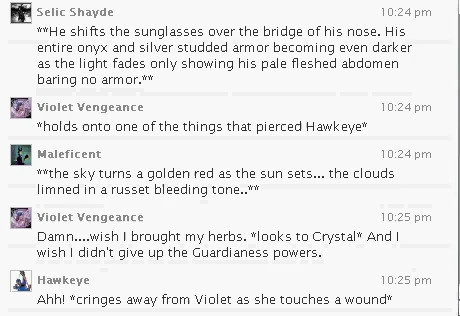 Selic Shayde 10:24 pm
**He shifts the sunglasses over the bridge of his nose. His
entire onyx and silver studded armor becoming even darker
as the light fades only showing his pale fleshed abdomen
baring no armor.**
Violet Vengeance 10:24 pm
*holds onto one of the things that pierced Hawkeye*
Maleficent 10:24 pm
**the sky turns a golden red as the sun sets... the clouds
limned in a russet bleeding tone..**
Violet Vengeance 10:25 pm
Damn....wish I brought my herbs. *looks to Crystal* And I
wish I didn't give up the Guardianess powers.
Hawkeye 10:25 pm
Ahh! *cringes away from Violet as she touches a wound*